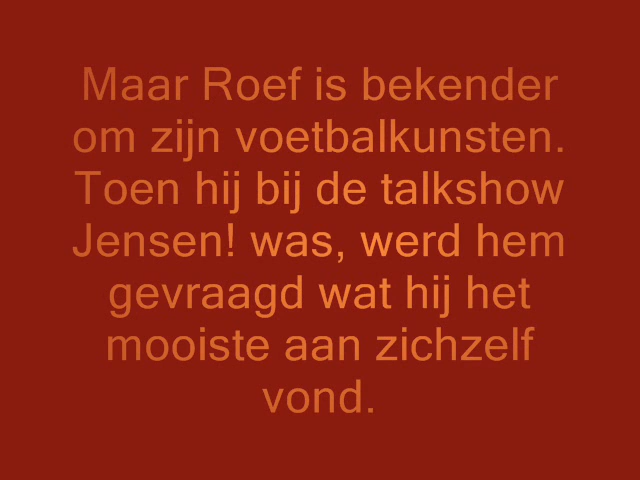 Maar Roef is bekender
om zijn voetbalkunsten.
Toen hij bij de talkshow
Jensen! was, werd hem
gevraagd wat hij het
mooiste aan zichzelf
vond.